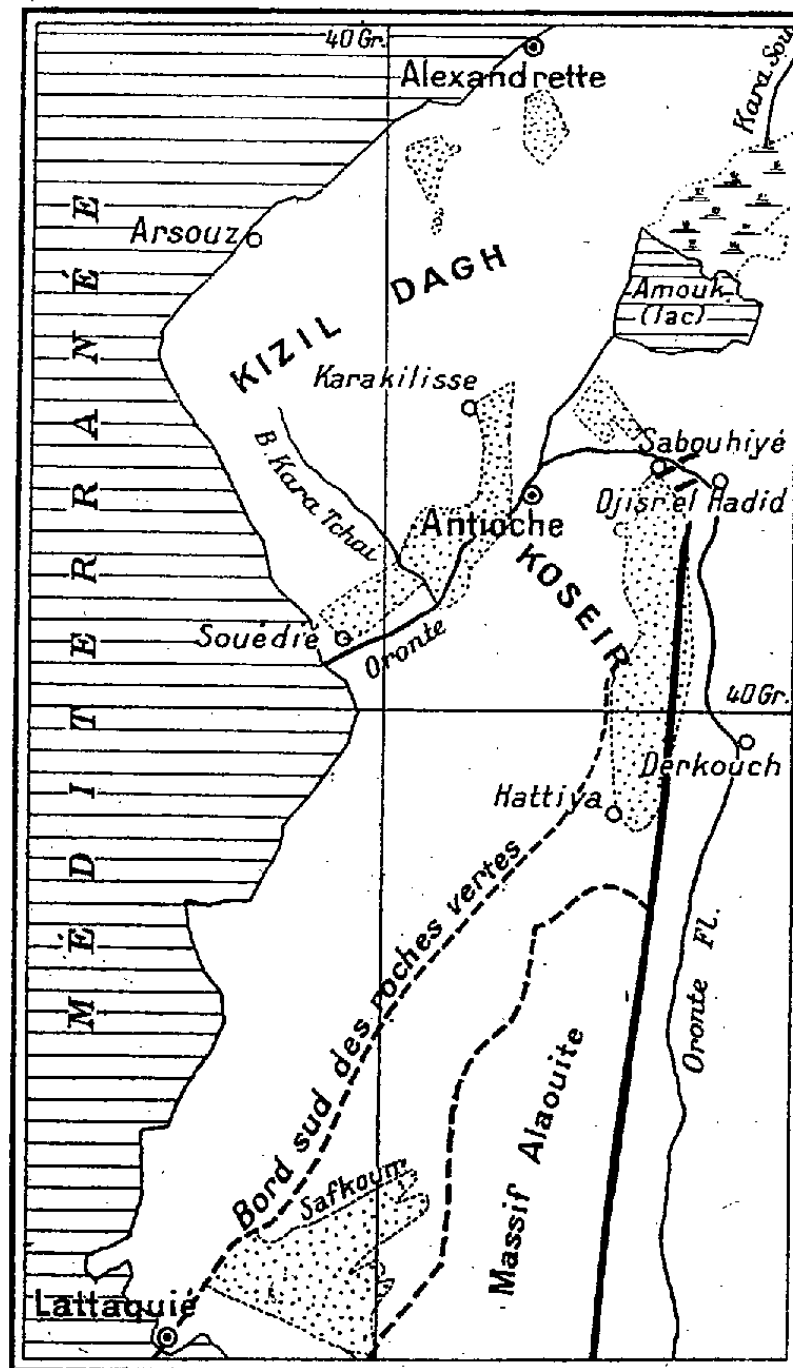 40 Gr.
Alexandrette
Kara Sou
MÉDITERRANÉE
Arsouz
KIZIL DAGH
Amouk
(lac)
Karakilisse
B. Kara Tchaï
Sabouhiyé
Antioche
Djisr el Hadid
KOSEIR
Souédié
Oronte
40 Gr.
Derkouch
Hattiya
Bord sud des roches vertes
Oronte Fl.
Massif Alaouite
Safkoun
Lattaquié